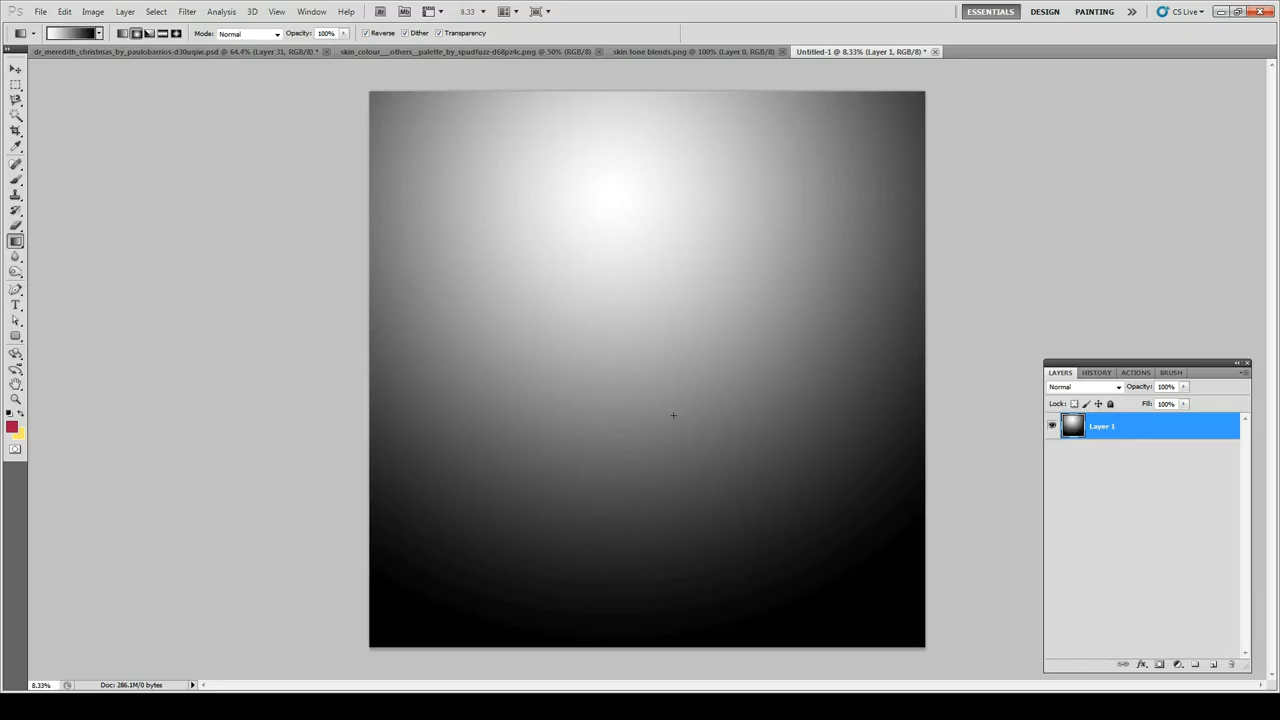 Ps File Edit Image Layer Select Filter Analysis 3D View Window Help Br Mb 8.33 ESSENTIALS DESIGN PAINTING CS Live
Mode: Normal Opacity: 100% Reverse Dither Transparency
dr_meredith_christmas_by_paulobarrios-d30uqiw.psd @ 64.4% (Layer 31, RGB/8) * skin_colour___others__palette_by_spudfuzz-d68pz4c.png @ 50% (RGB/8) skin tone blends.png @ 100% (Layer 0, RGB/8) Untitled-1 @ 8.33% (Layer 1, RGB/8) *
LAYERS HISTORY ACTIONS BRUSH
Normal Opacity: 100%
Lock: Fill: 100%
Layer 1
8.33% Doc: 286.1M/0 bytes